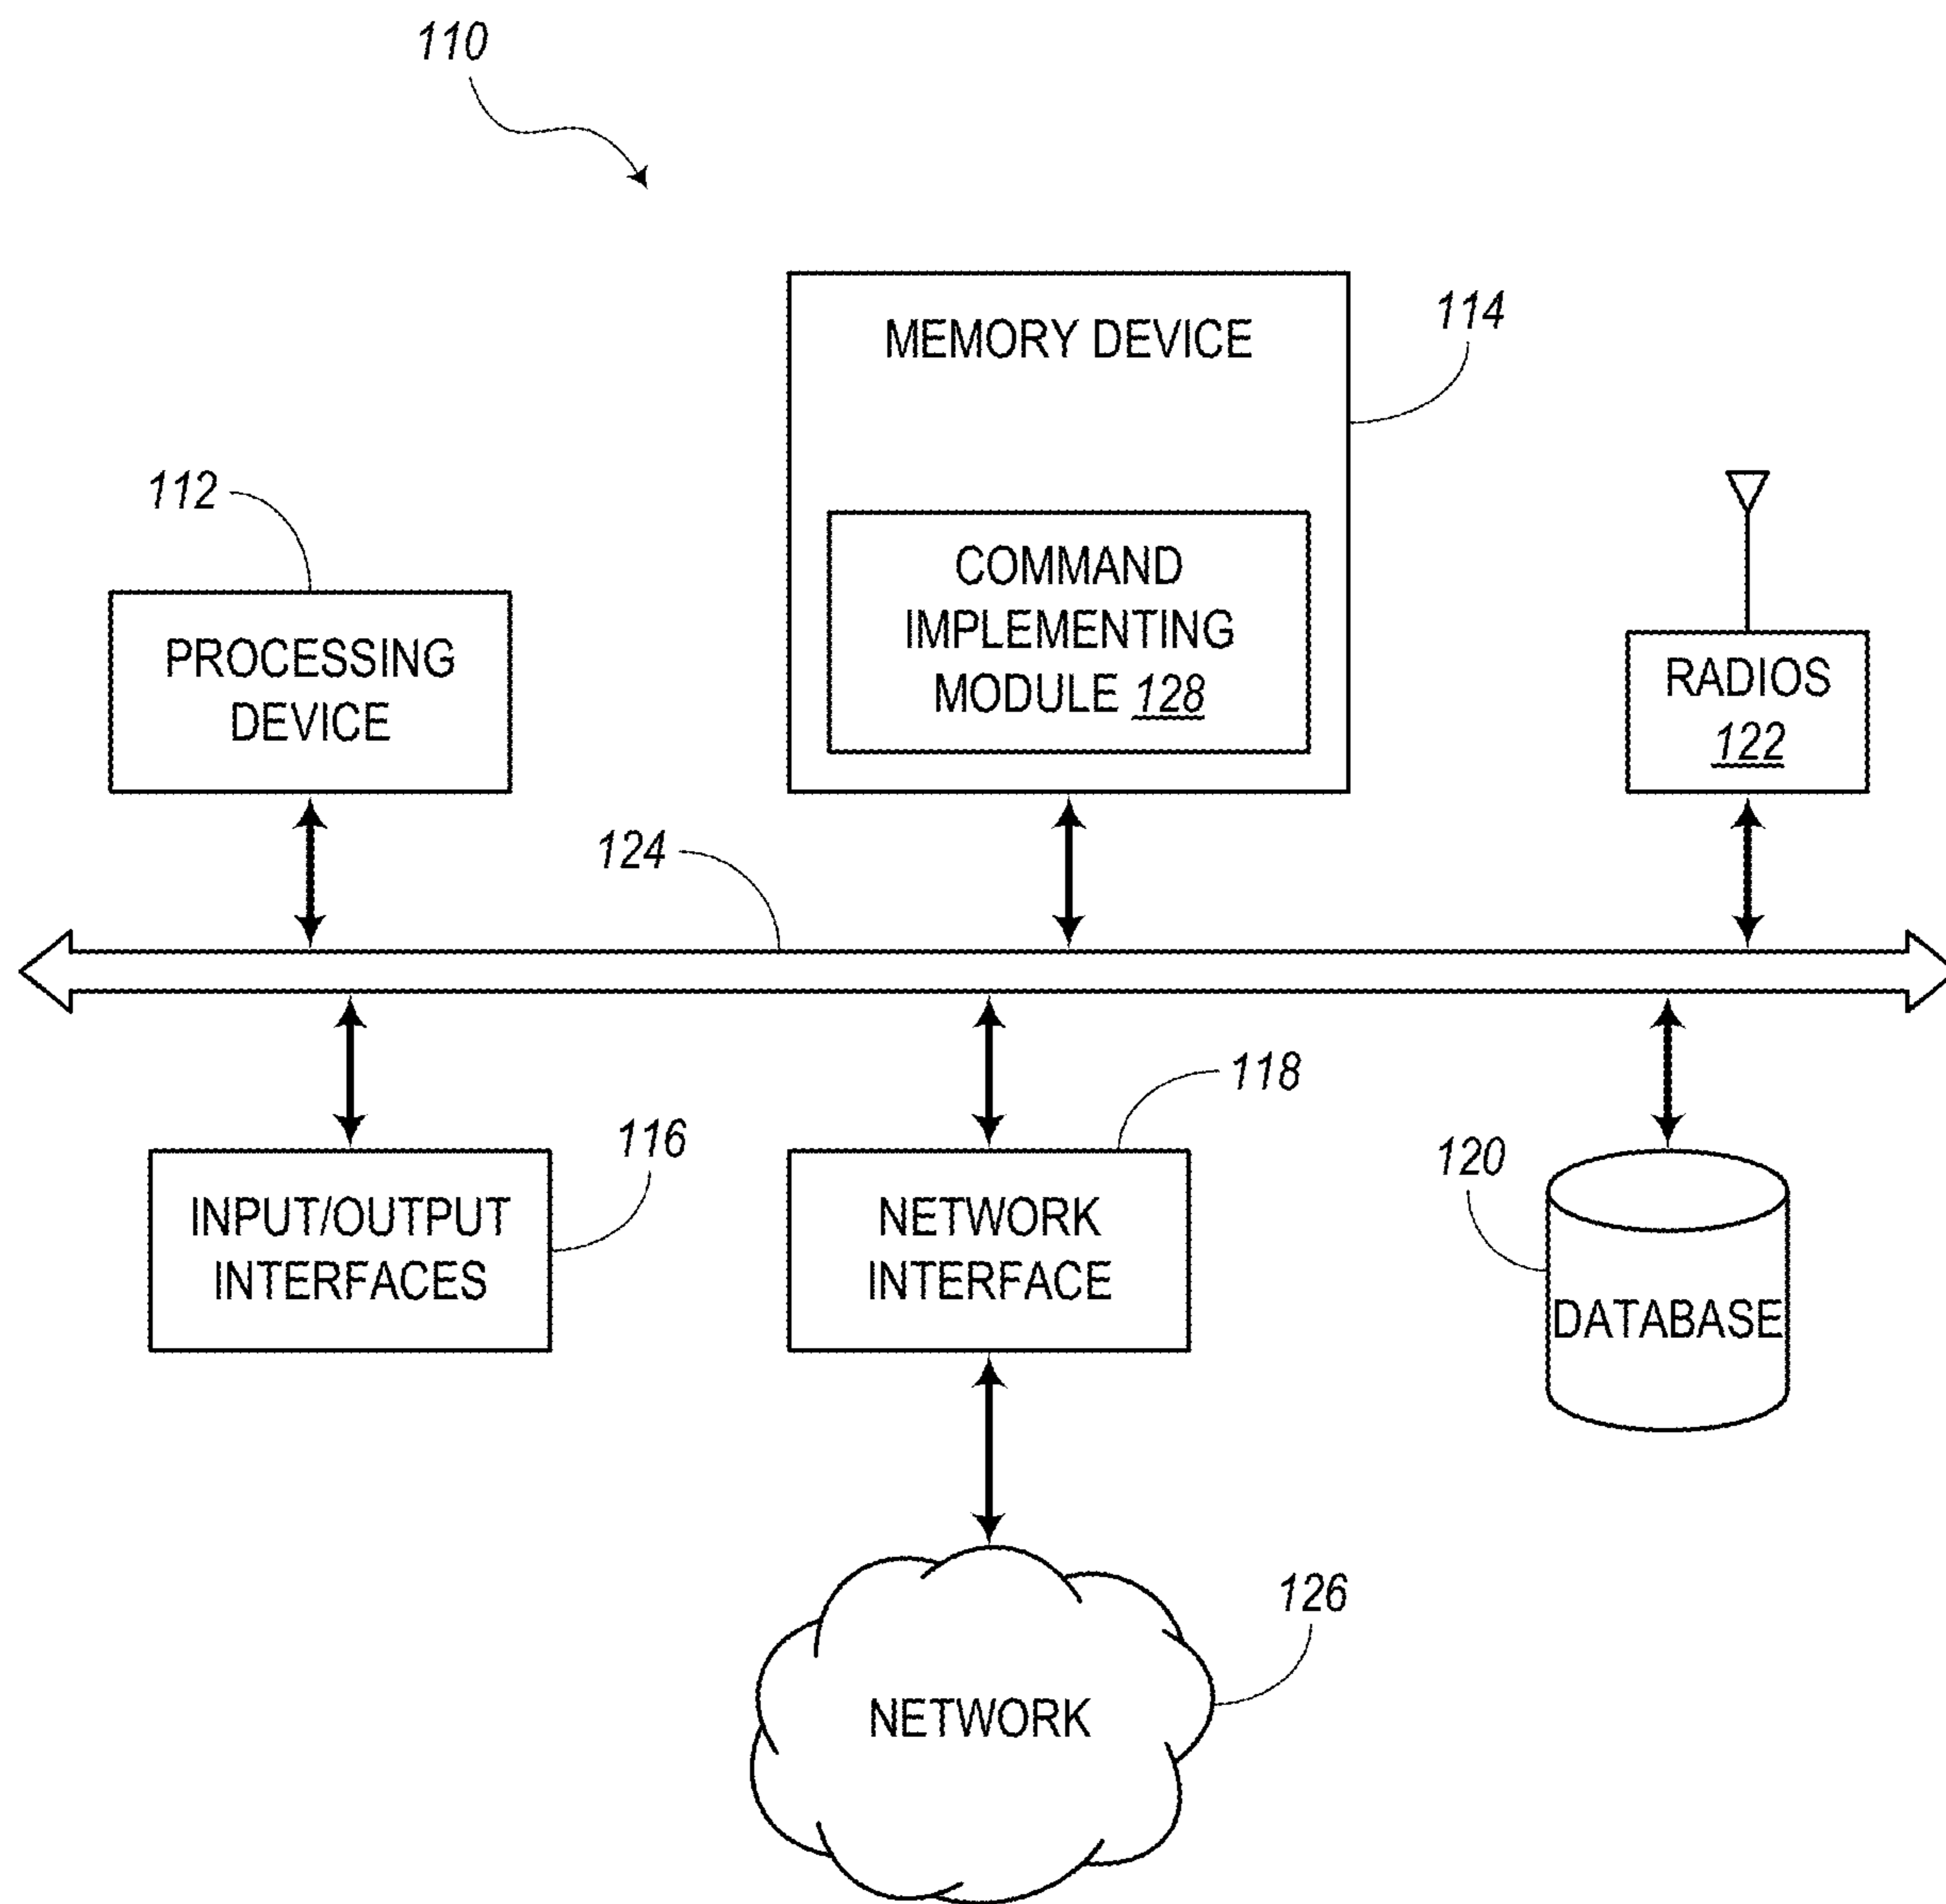 110
MEMORY DEVICE
114
112
COMMAND
IMPLEMENTING
MODULE 128
PROCESSING
DEVICE
RADIOS
122
124
118
116
120
INPUT/OUTPUT
INTERFACES
NETWORK
INTERFACE
DATABASE
126
NETWORK